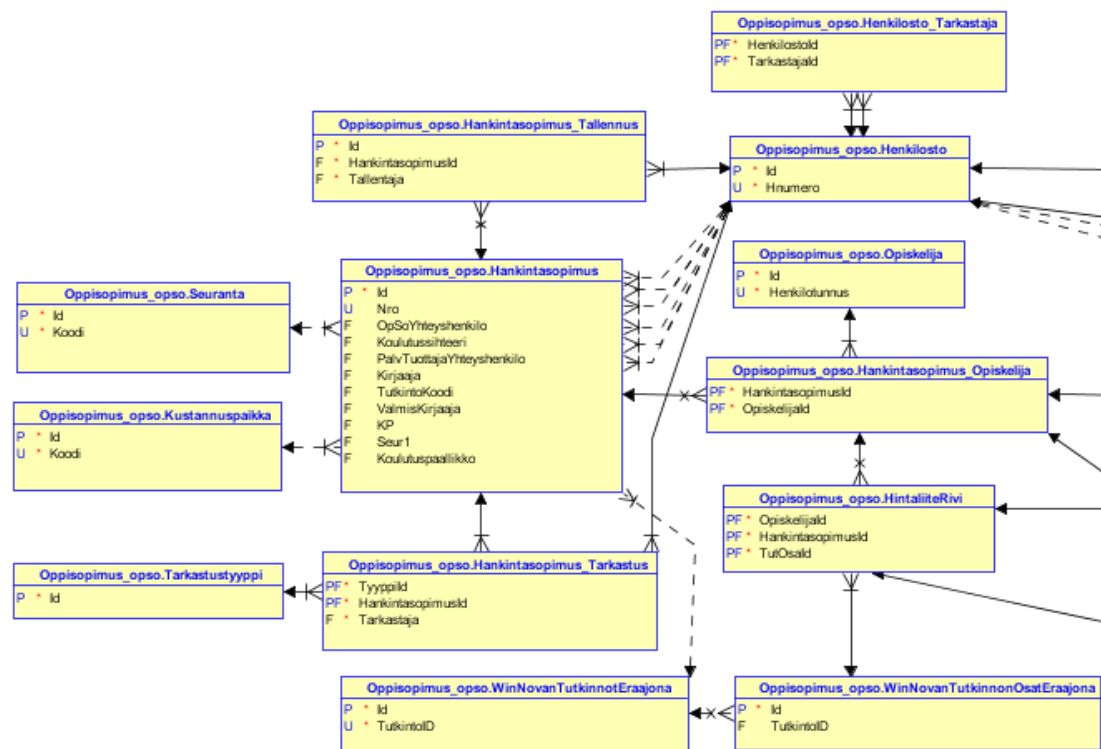 Oppisopimus_opso.Henkilosto_Tarkastaja
PF * HenkilostoId
PF * TarkastajaId
Oppisopimus_opso.Hankintasopimus_Tallennus
P * Id
F * HankintasopimusId
F * Tallentaja
Oppisopimus_opso.Henkilosto
P * Id
U * Hnumero
Oppisopimus_opso.Opiskelija
P * Id
U * Henkilotunnus
Oppisopimus_opso.Hankintasopimus
P * Id
U Nro
F OpSoYhteyshenkilo
F Koulutussihteeri
F PalvTuottajaYhteyshenkilo
F Kirjaaja
F TutkintoKoodi
F ValmisKirjaaja
F KP
F Seur1
F Koulutuspaallikko
Oppisopimus_opso.Seuranta
P * Id
U * Koodi
Oppisopimus_opso.Hankintasopimus_Opiskelija
PF * HankintasopimusId
PF * OpiskelijaId
Oppisopimus_opso.Kustannuspaikka
P * Id
U * Koodi
Oppisopimus_opso.HintaliiteRivi
PF * OpiskelijaId
PF * HankintasopimusId
PF * TutOsaId
Oppisopimus_opso.Tarkastustyyppi
P * Id
Oppisopimus_opso.Hankintasopimus_Tarkastus
PF * TyyppiId
PF * HankintasopimusId
F * Tarkastaja
Oppisopimus_opso.WinNovanTutkinnotEraajona
P * Id
U * TutkintoID
Oppisopimus_opso.WinNovanTutkinnonOsatEraajona
P * Id
F TutkintoID